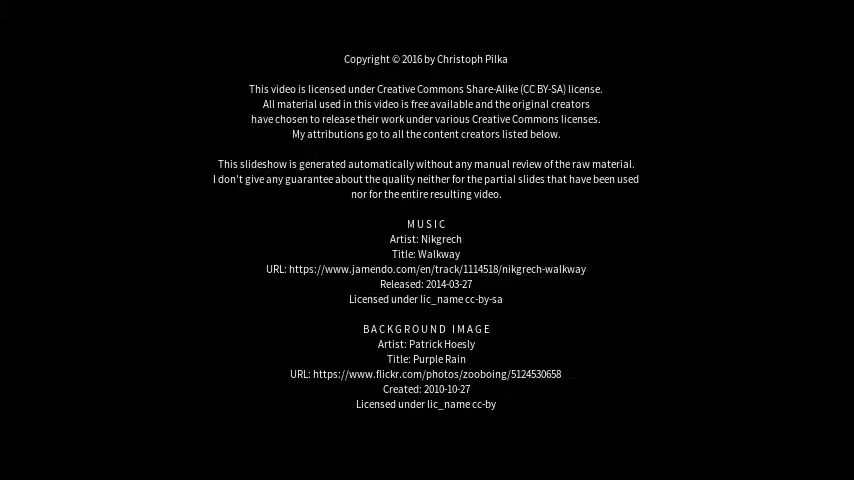 Copyright © 2016 by Christoph Pilka
This video is licensed under Creative Commons Share-Alike (CC BY-SA) license.
All material used in this video is free available and the original creators
have chosen to release their work under various Creative Commons licenses.
My attributions go to all the content creators listed below.
This slideshow is generated automatically without any manual review of the raw material.
I don't give any guarantee about the quality neither for the partial slides that have been used
nor for the entire resulting video.
MUSIC
Artist: Nikgrech
Title: Walkway
URL: https://www.jamendo.com/en/track/1114518/nikgrech-walkway
Released: 2014-03-27
Licensed under lic_name cc-by-sa
BACKGROUND IMAGE
Artist: Patrick Hoesly
Title: Purple Rain
URL: https://www.flickr.com/photos/zooboing/5124530658
Created: 2010-10-27
Licensed under lic_name cc-by